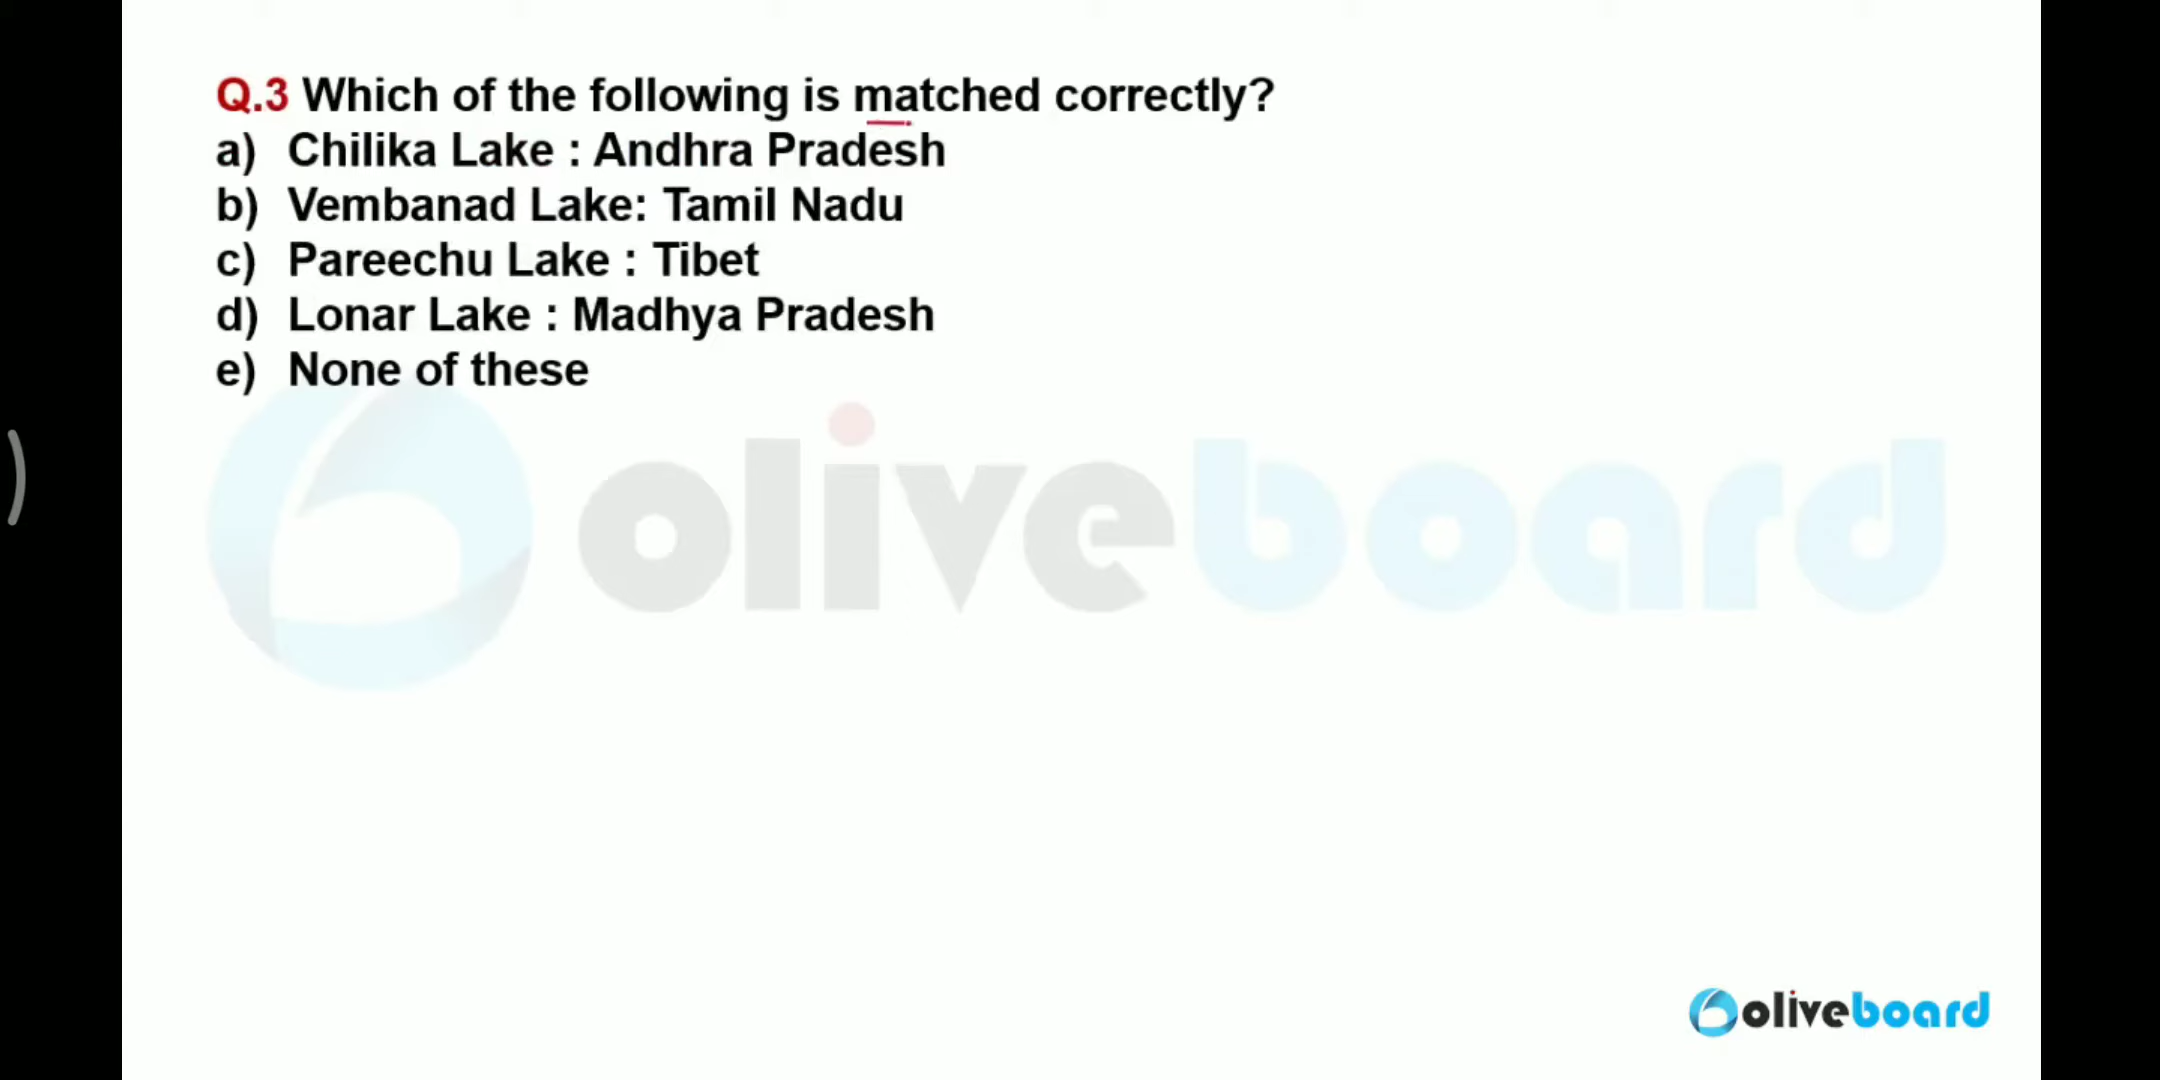 Q.3 Which of the following is matched correctly?
a) Chilika Lake : Andhra Pradesh
b) Vembanad Lake: Tamil Nadu
c) Pareechu Lake : Tibet
d) Lonar Lake : Madhya Pradesh
e) None of these
oliveboard
oliveboard